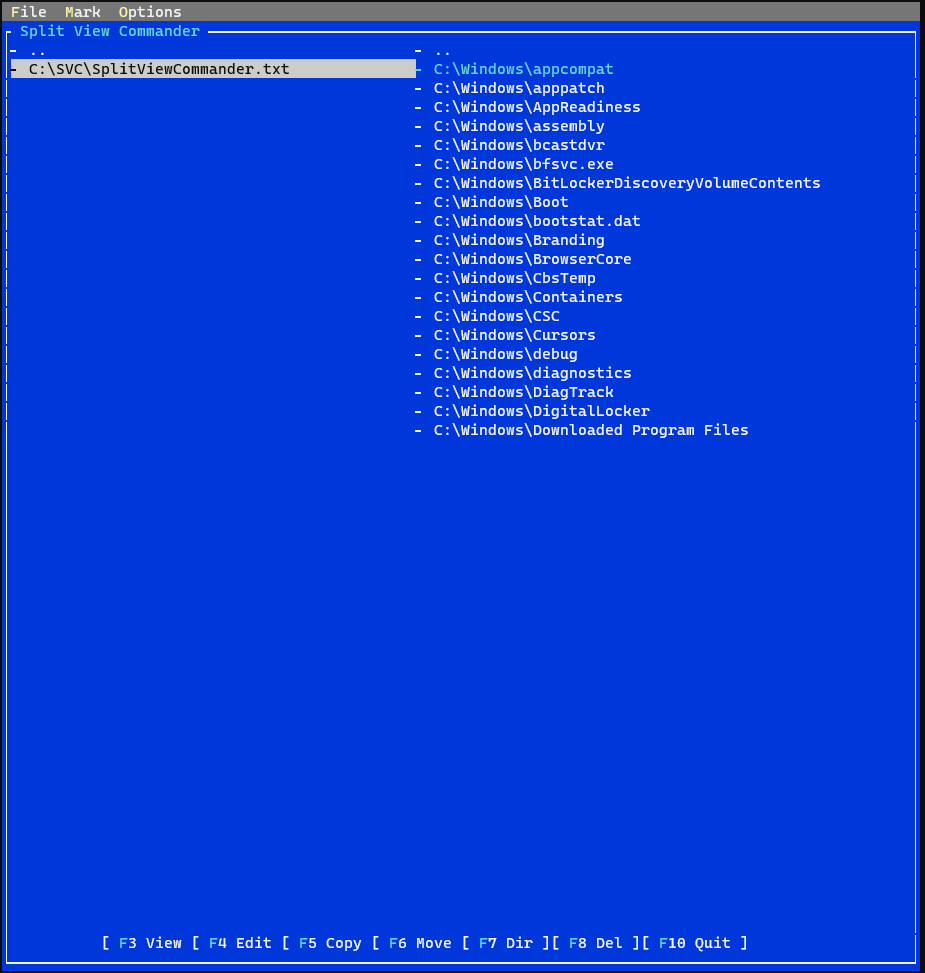 File  Mark  Options
Split View Commander
- ..
- C:\SVC\SplitViewCommander.txt
- ..
- C:\Windows\appcompat
- C:\Windows\apppatch
- C:\Windows\AppReadiness
- C:\Windows\assembly
- C:\Windows\bcastdvr
- C:\Windows\bfsvc.exe
- C:\Windows\BitLockerDiscoveryVolumeContents
- C:\Windows\Boot
- C:\Windows\bootstat.dat
- C:\Windows\Branding
- C:\Windows\BrowserCore
- C:\Windows\CbsTemp
- C:\Windows\Containers
- C:\Windows\CSC
- C:\Windows\Cursors
- C:\Windows\debug
- C:\Windows\diagnostics
- C:\Windows\DiagTrack
- C:\Windows\DigitalLocker
- C:\Windows\Downloaded Program Files
[ F3 View [ F4 Edit [ F5 Copy [ F6 Move [ F7 Dir ][ F8 Del ][ F10 Quit ]